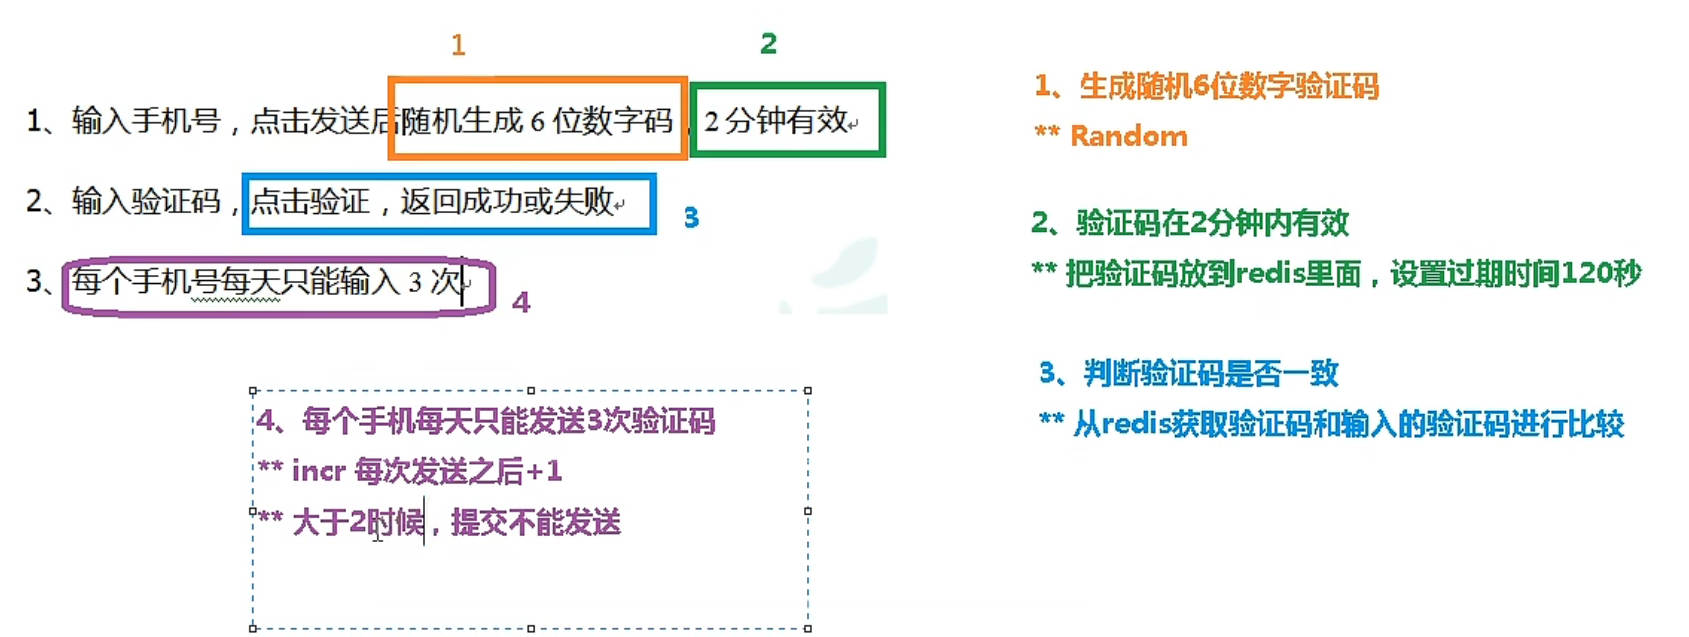 1
2
1、输入手机号，点击发送后随机生成 6 位数字码，2 分钟有效
2、输入验证码，点击验证，返回成功或失败
3
3、每个手机号每天只能输入 3 次
4
4、每个手机每天只能发送3次验证码
** incr 每次发送之后+1
** 大于2时候，提交不能发送
1、生成随机6位数字验证码
** Random
2、验证码在2分钟内有效
** 把验证码放到redis里面，设置过期时间120秒
3、判断验证码是否一致
** 从redis获取验证码和输入的验证码进行比较